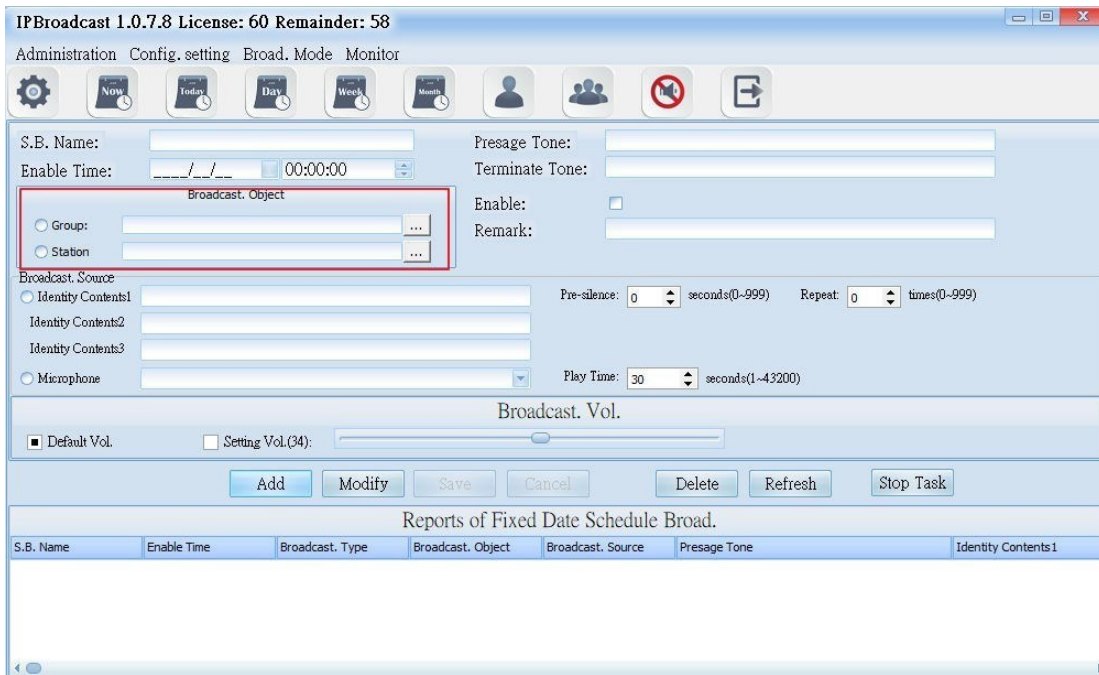 IPBroadcast 1.0.7.8 License: 60 Remainder: 58
Administration Config. setting Broad. Mode Monitor
Now Today Day Week Month
S.B. Name: Presage Tone:
Enable Time: ____/__/__ 00:00:00 Terminate Tone:
Broadcast. Object
Enable:
Group: ...
Remark:
Station ...
Broadcast. Source
Identity Contents1 Pre-silence: 0 seconds(0~999) Repeat: 0 times(0~999)
Identity Contents2
Identity Contents3
Microphone Play Time: 30 seconds(1~43200)
Broadcast. Vol.
Default Vol. Setting Vol.(34):
Add Modify Save Cancel Delete Refresh Stop Task
Reports of Fixed Date Schedule Broad.
S.B. Name Enable Time Broadcast. Type Broadcast. Object Broadcast. Source Presage Tone Identity Contents1